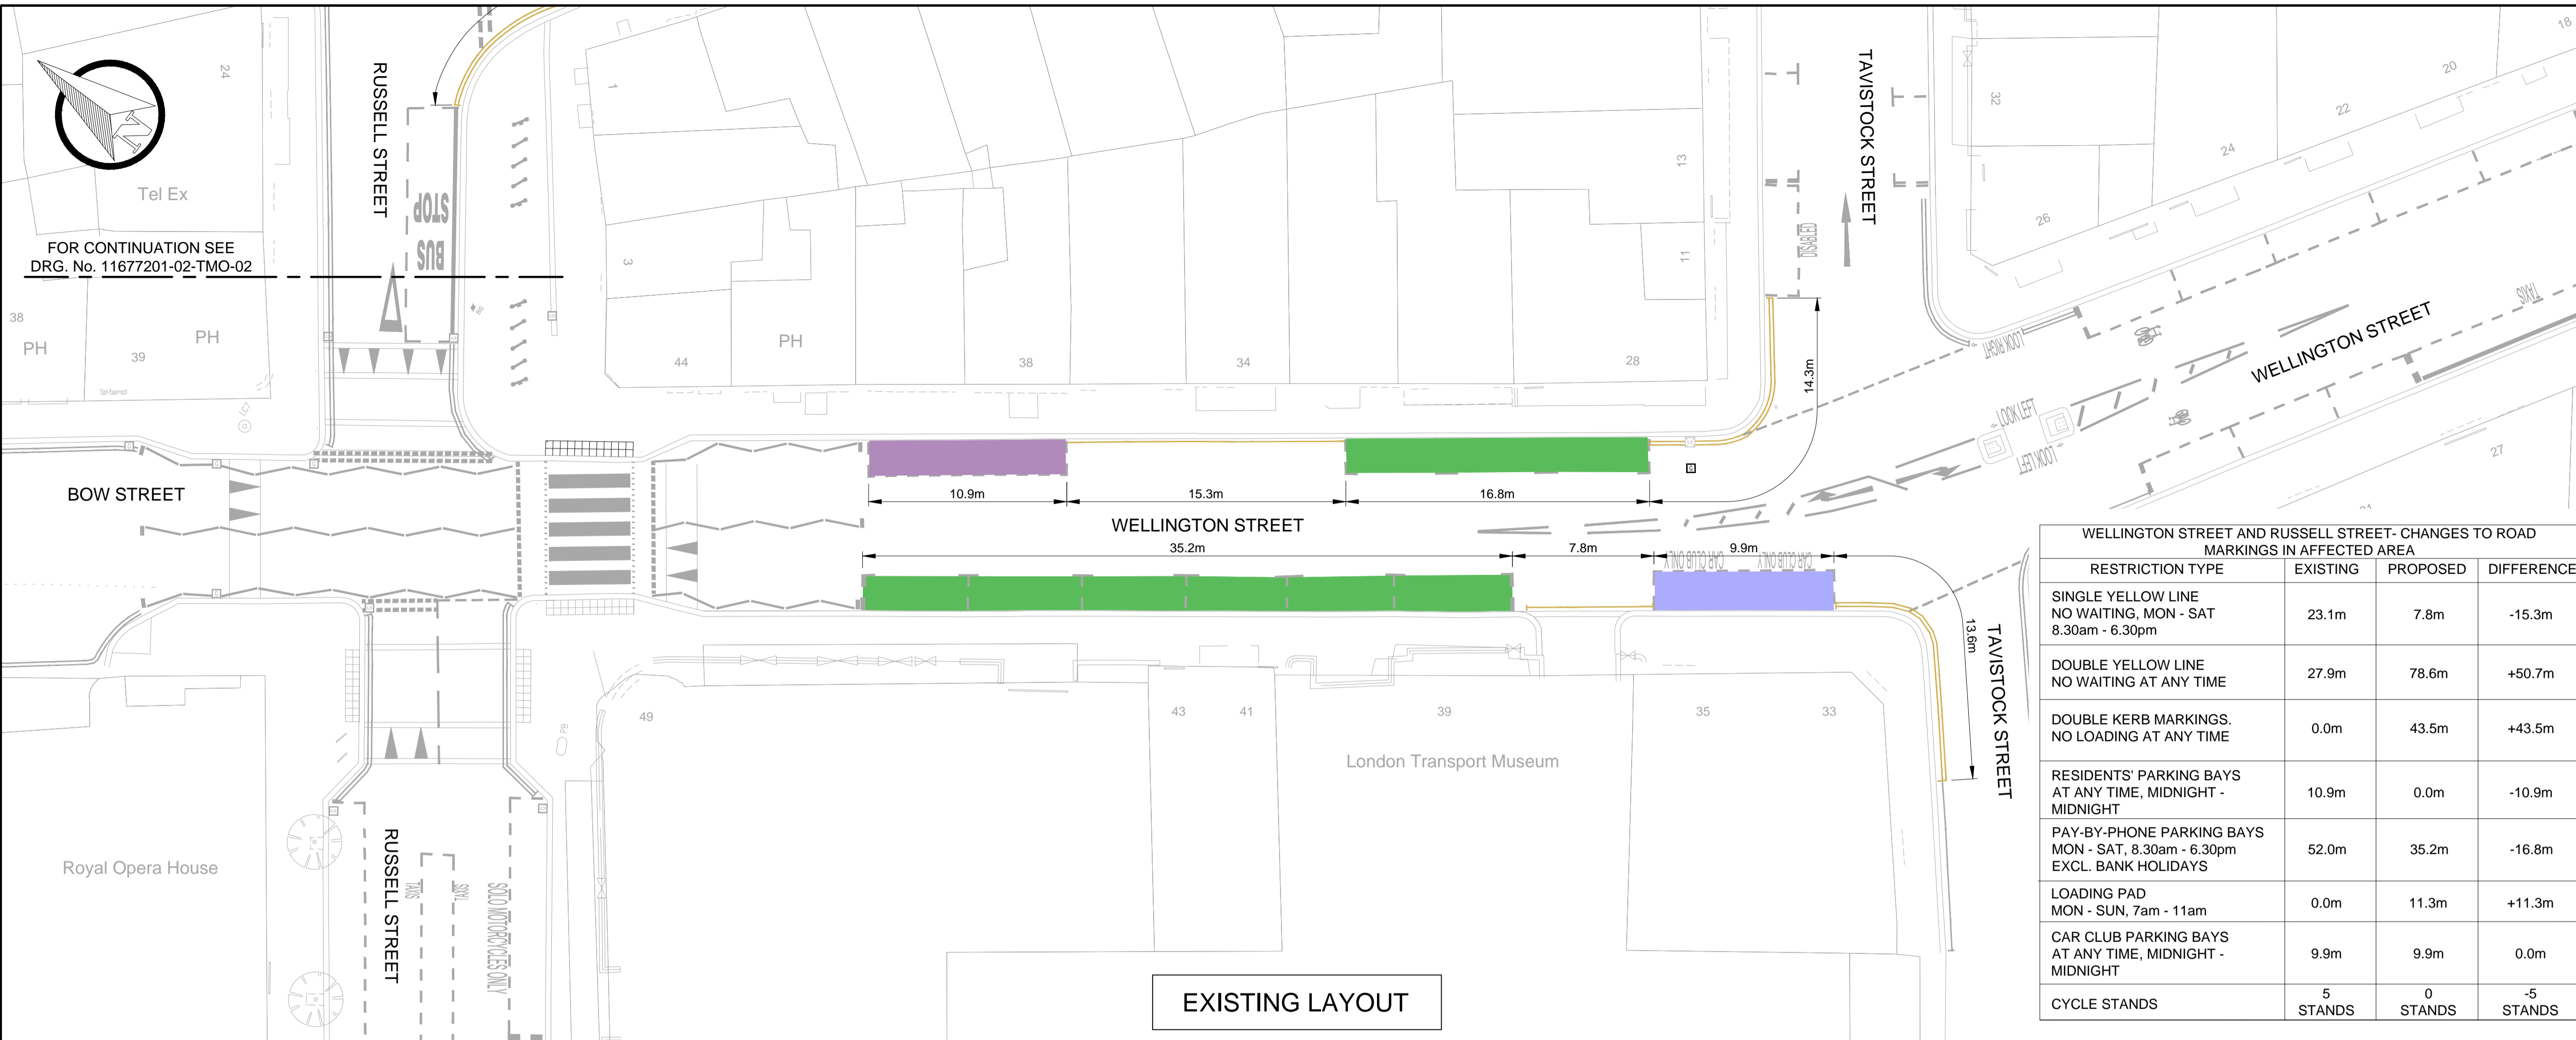 RUSSELL STREET
24
Tel Ex
STOP
BUS
FOR CONTINUATION SEE
DRG. No. 11677201-02-TMO-02
38
PH
39
PH
1
3
44
PH
38
34
28
13
11
DISABLED
TAVISTOCK STREET
32
18
20
22
24
26
TAXIS
LOOK RIGHT
WELLINGTON STREET
LOOK LEFT
LOOK LEFT
27
14.3m
BOW STREET
10.9m
15.3m
16.8m
WELLINGTON STREET
35.2m
7.8m
9.9m
CAR CLUB ONLY
CAR CLUB ONLY
13.6m
TAVISTOCK STREET
49
PB
43
41
39
35
33
London Transport Museum
Royal Opera House
RUSSELL STREET
TAXIS
TAXIS
SOLO MOTORCYCLES ONLY
EXISTING LAYOUT
WELLINGTON STREET AND RUSSELL STREET- CHANGES TO ROAD
MARKINGS IN AFFECTED AREA
RESTRICTION TYPE EXISTING PROPOSED DIFFERENCE
SINGLE YELLOW LINE
NO WAITING, MON - SAT
8.30am - 6.30pm
23.1m 7.8m -15.3m
DOUBLE YELLOW LINE
NO WAITING AT ANY TIME
27.9m 78.6m +50.7m
DOUBLE KERB MARKINGS.
NO LOADING AT ANY TIME
0.0m 43.5m +43.5m
RESIDENTS' PARKING BAYS
AT ANY TIME, MIDNIGHT -
MIDNIGHT
10.9m 0.0m -10.9m
PAY-BY-PHONE PARKING BAYS
MON - SAT, 8.30am - 6.30pm
EXCL. BANK HOLIDAYS
52.0m 35.2m -16.8m
LOADING PAD
MON - SUN, 7am - 11am
0.0m 11.3m +11.3m
CAR CLUB PARKING BAYS
AT ANY TIME, MIDNIGHT -
MIDNIGHT
9.9m 9.9m 0.0m
CYCLE STANDS
5 STANDS 0 STANDS -5 STANDS